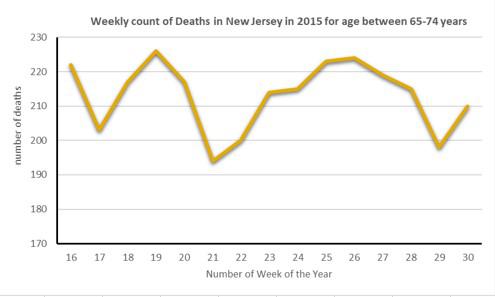 Weekly count of Deaths in New Jersey in 2015 for age between 65-74 years
230
220
210
200
190
180
170
number of deaths
16 17 18 19 20 21 22 23 24 25 26 27 28 29 30
Number of Week of the Year